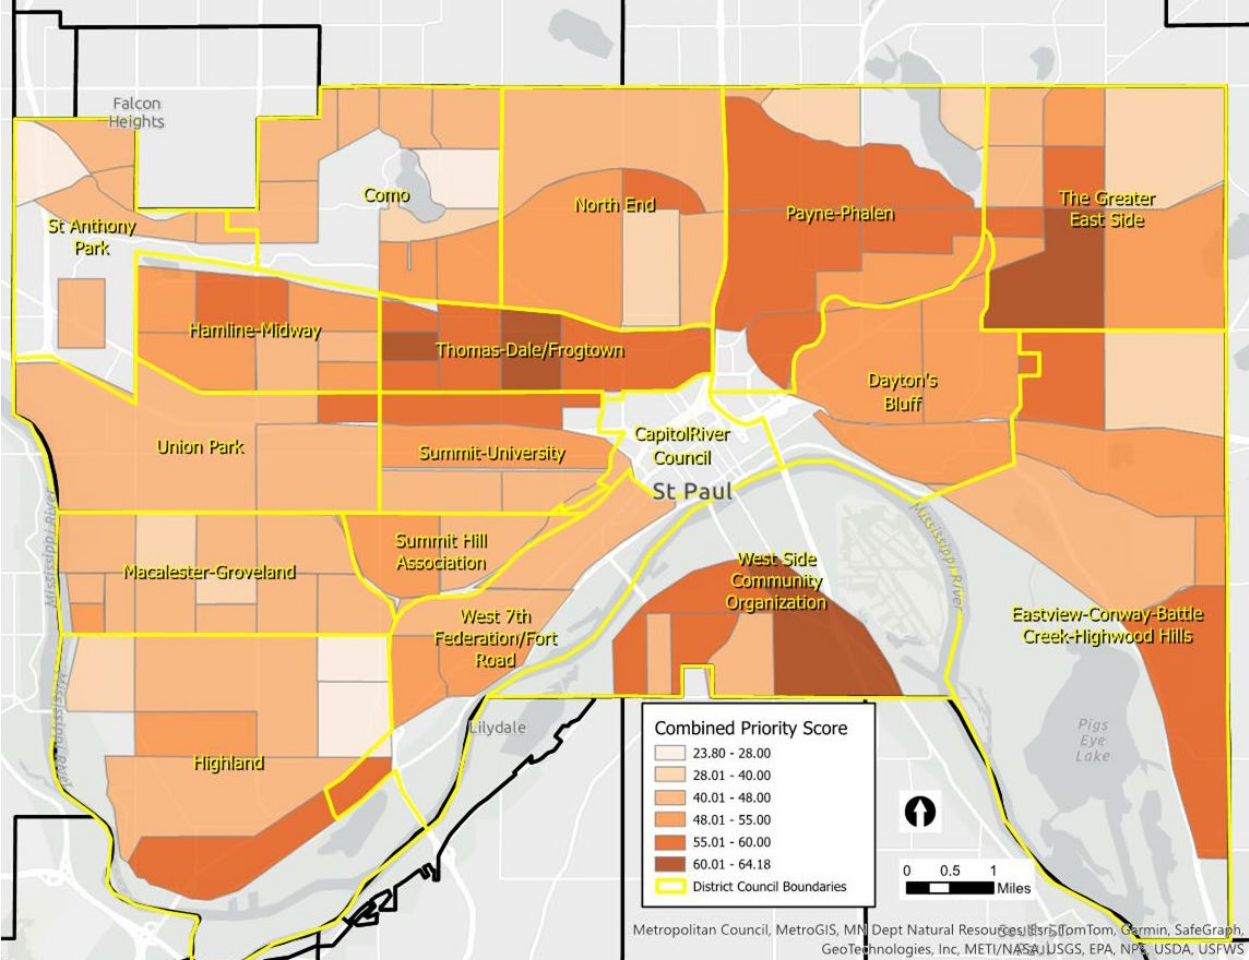 Falcon
Heights
St Anthony
Park
Como
North End
Payne-Phalen
The Greater
East Side
Hamline-Midway
Thomas-Dale/Frogtown
Dayton's
Bluff
Union Park
Summit-University
CapitolRiver
Council
St Paul
Mississippi River
Mississippi River
Macalester-Groveland
Summit Hill
Association
West Side
Community
Organization
West 7th
Federation/Fort
Road
Eastview-Conway-Battle
Creek-Highwood Hills
Lilydale
Pigs
Eye
Lake
Highland
Combined Priority Score
23.80 - 28.00
28.01 - 40.00
40.01 - 48.00
48.01 - 55.00
55.01 - 60.00
60.01 - 64.18
District Council Boundaries
0 0.5 1
Miles
Metropolitan Council, MetroGIS, MN Dept Natural Resources, Esri, TomTom, Garmin, SafeGraph,
GeoTechnologies, Inc, METI/NASA, USGS, EPA, NPS, USDA, USFWS